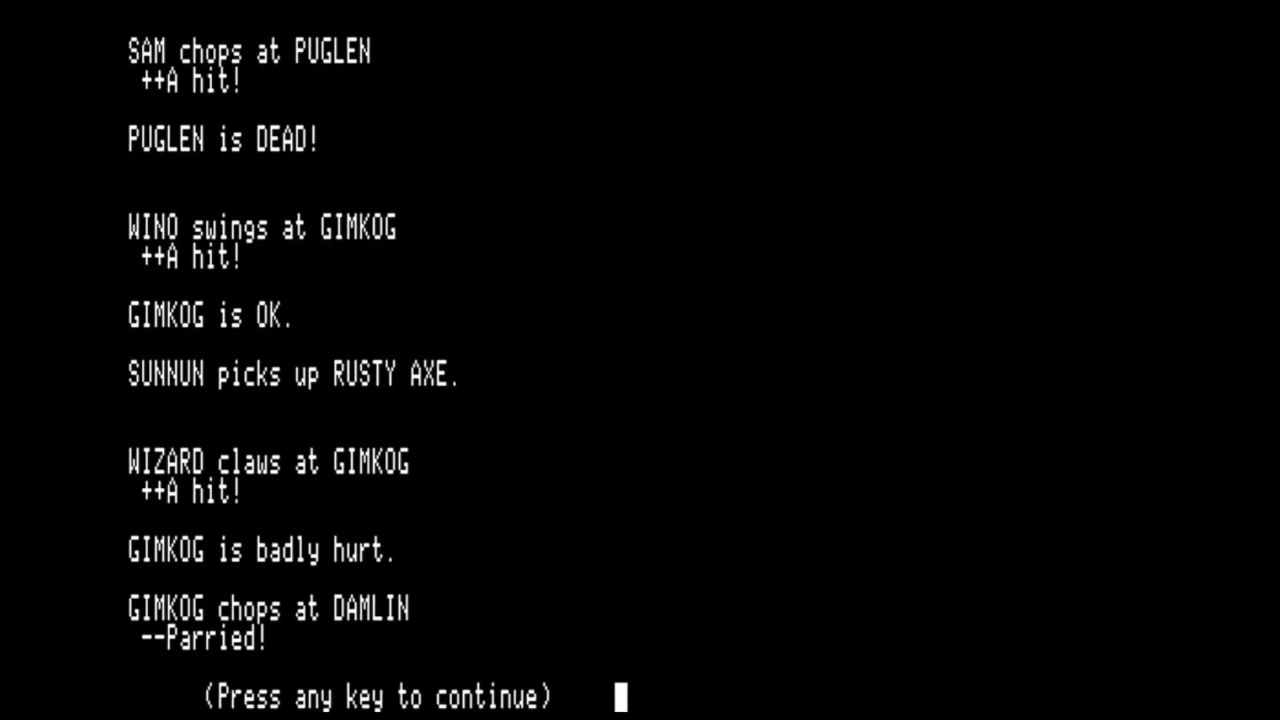 SAM chops at PUGLEN
++A hit!
PUGLEN is DEAD!
WINO swings at GIMKOG
++A hit!
GIMKOG is OK.
SUNNUN picks up RUSTY AXE.
WIZARD claws at GIMKOG
++A hit!
GIMKOG is badly hurt.
GIMKOG chops at DAMLIN
--Parried!
(Press any key to continue)